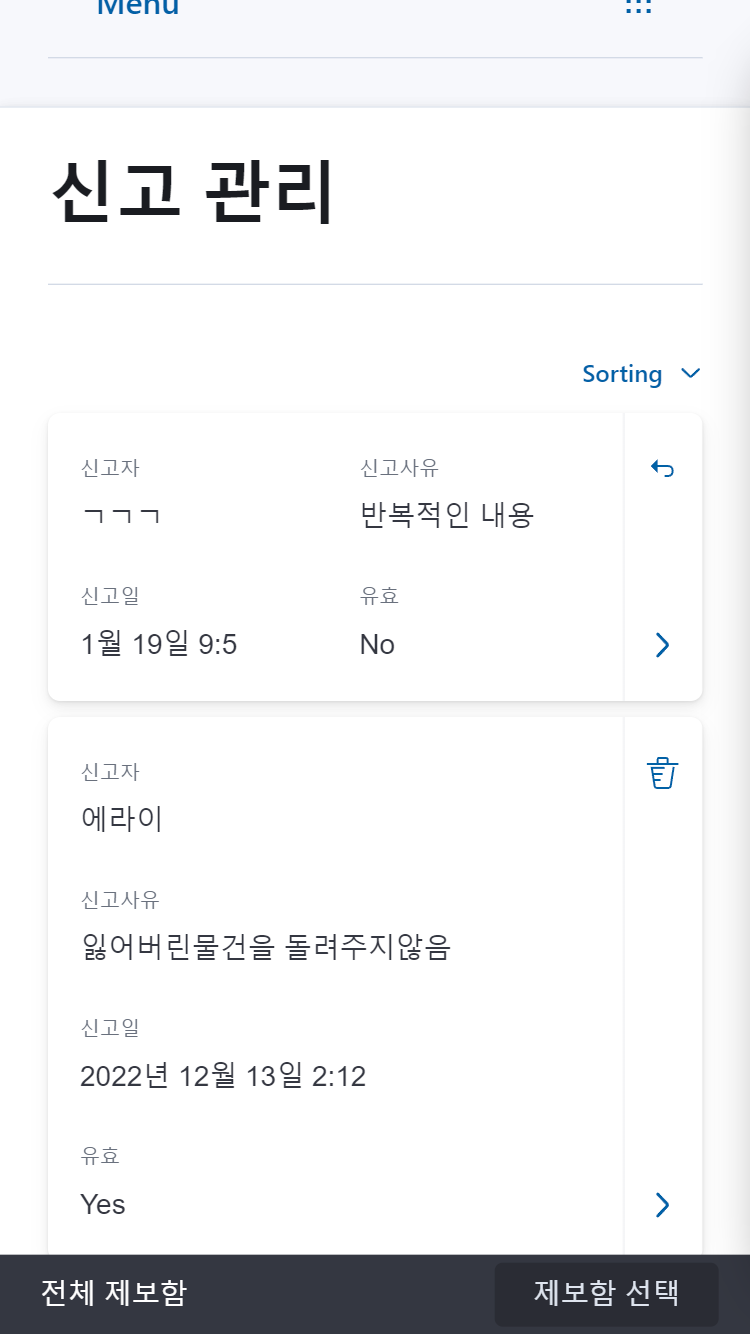 Menu
신고 관리
Sorting
신고자
신고사유
ㄱㄱㄱ
반복적인 내용
신고일
유효
1월 19일 9:5
No
신고자
에라이
신고사유
잃어버린물건을 돌려주지않음
신고일
2022년 12월 13일 2:12
유효
Yes
전체 제보함
제보함 선택